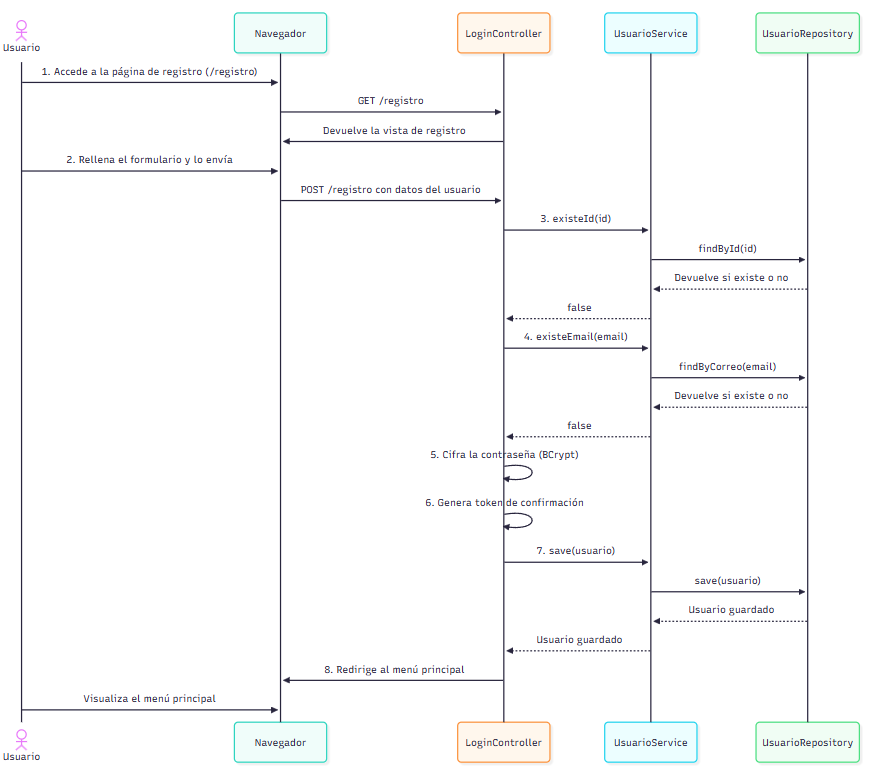 Usuario
Navegador
LoginController
UsuarioService
UsuarioRepository
1. Accede a la página de registro (/registro)
GET /registro
Devuelve la vista de registro
2. Rellena el formulario y lo envía
POST /registro con datos del usuario
3. existeId(id)
findById(id)
Devuelve si existe o no
false
4. existeEmail(email)
findByCorreo(email)
Devuelve si existe o no
false
5. Cifra la contraseña (BCrypt)
6. Genera token de confirmación
7. save(usuario)
save(usuario)
Usuario guardado
Usuario guardado
8. Redirige al menú principal
Visualiza el menú principal
Usuario
Navegador
LoginController
UsuarioService
UsuarioRepository